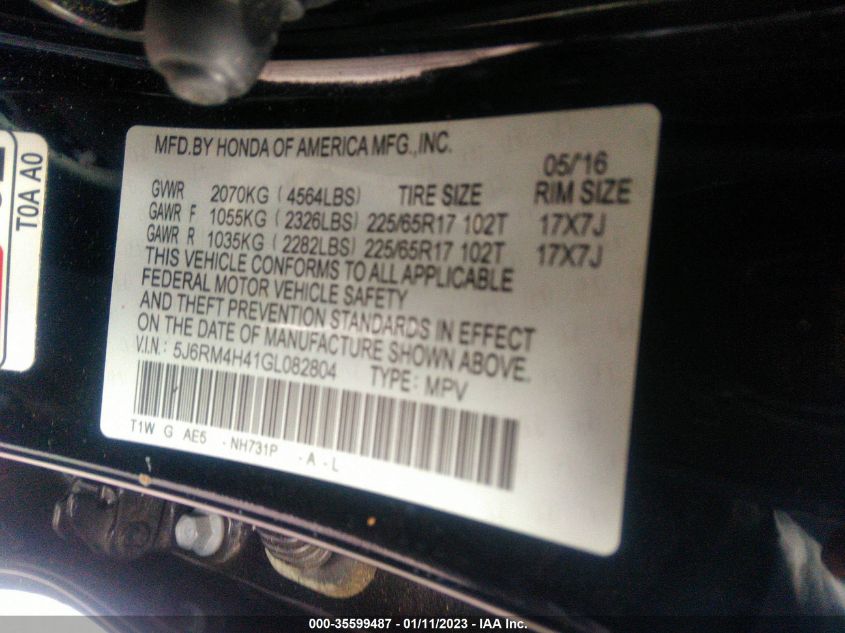 MFD.BY HONDA OF AMERICA MFG.,INC.
05/'16
GVWR 2070KG (4564LBS) TIRE SIZE RIM SIZE
GAWR F 1055KG (2326LBS) 225/65R17 102T 17X7J
GAWR R 1035KG (2282LBS) 225/65R17 102T 17X7J
THIS VEHICLE CONFORMS TO ALL APPLICABLE
FEDERAL MOTOR VEHICLE SAFETY
AND THEFT PREVENTION STANDARDS IN EFFECT
ON THE DATE OF MANUFACTURE SHOWN ABOVE.
V.I.N.: 5J6RM4H41GL082804 TYPE: MPV
T1W G AE5 -NH731P -A-L
T0A A0
000-35599487 - 01/11/2023 - IAA Inc.